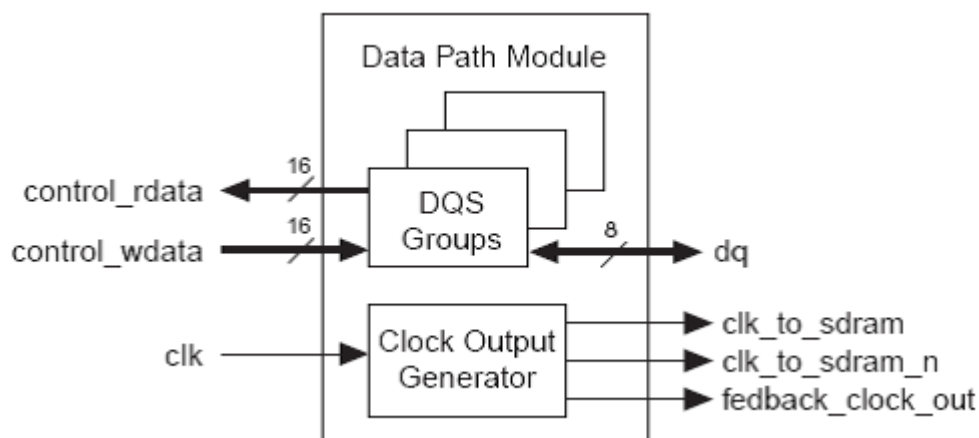 Data Path Module
16
control_rdata
DQS
Groups
16
control_wdata
8
dq
clk
Clock Output
Generator
clk_to_sdram
clk_to_sdram_n
fedback_clock_out